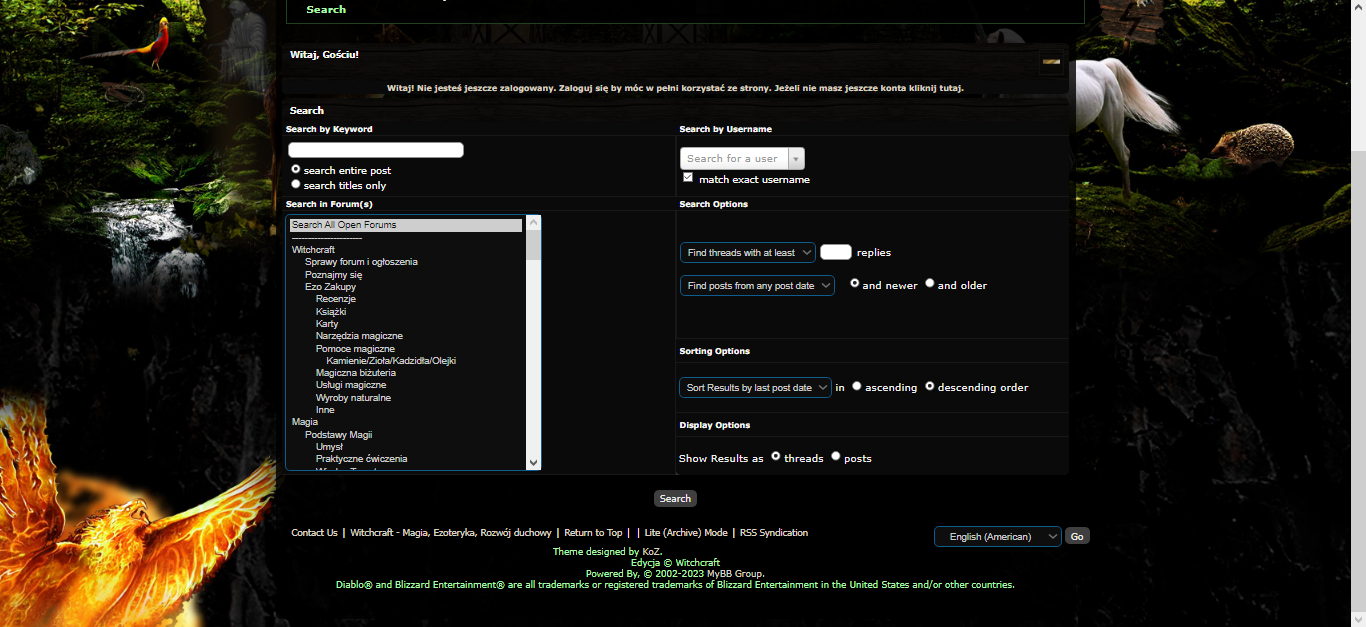 Search
Witaj, Gościu!
Witaj! Nie jesteś jeszcze zalogowany. Zaloguj się by móc w pełni korzystać ze strony. Jeżeli nie masz jeszcze konta kliknij tutaj.
Search
Search by Keyword
search entire post
search titles only
Search by Username
Search for a user
match exact username
Search in Forum(s)
Search All Open Forums
------------------------
Witchcraft
Sprawy forum i ogłoszenia
Poznajmy się
Ezo Zakupy
Recenzje
Książki
Karty
Narzędzia magiczne
Pomoce magiczne
Kamienie/Zioła/Kadzidła/Olejki
Magiczna biżuteria
Usługi magiczne
Wyroby naturalne
Inne
Magia
Podstawy Magii
Umysł
Praktyczne ćwiczenia
Search Options
Find threads with at least replies
Find posts from any post date and newer and older
Sorting Options
Sort Results by last post date in ascending descending order
Display Options
Show Results as threads posts
Search
Contact Us | Witchcraft - Magia, Ezoteryka, Rozwój duchowy | Return to Top | | Lite (Archive) Mode | RSS Syndication
English (American) Go
Theme designed by KoZ.
Edycja © Witchcraft
Powered By, © 2002-2023 MyBB Group.
Diablo® and Blizzard Entertainment® are all trademarks or registered trademarks of Blizzard Entertainment in the United States and/or other countries.